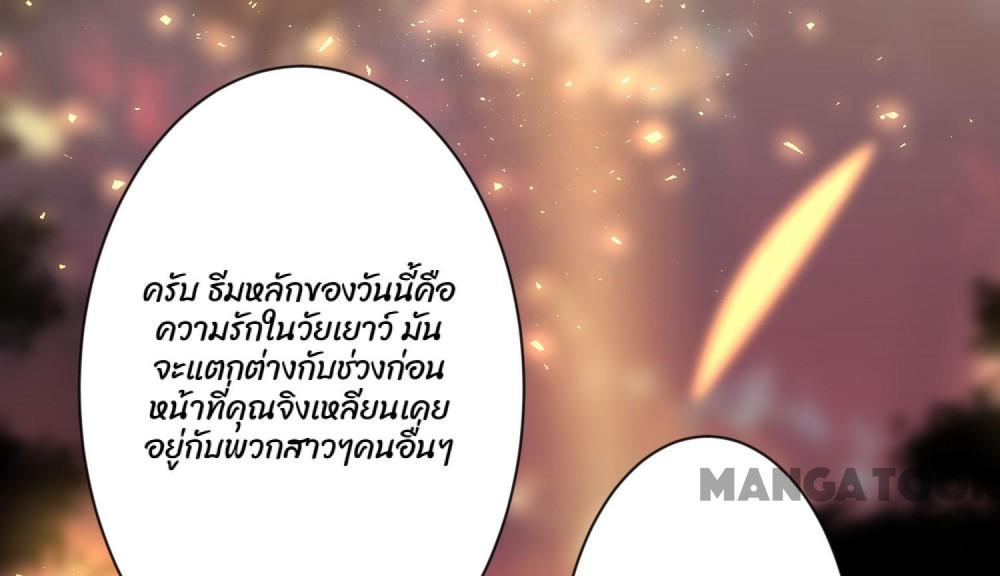 ครับ ธีมหลักของวันนี้คือ
ความรักในวัยเยาว์ มัน
จะแตกต่างกับช่วงก่อน
หน้าที่คุณจิงเหลียนเคย
อยู่กับพวกสาวๆคนอื่นๆ
MANGATOON